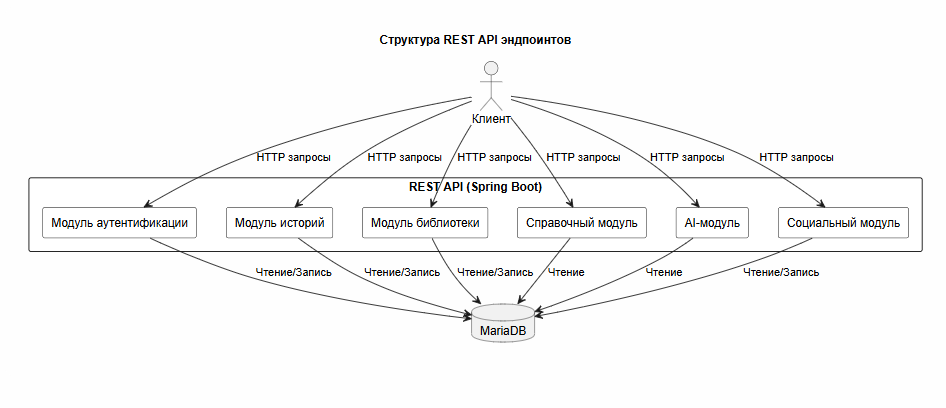 Структура REST API эндпоинтов
Клиент
HTTP запросы
HTTP запросы
HTTP запросы
HTTP запросы
HTTP запросы
HTTP запросы
REST API (Spring Boot)
Модуль аутентификации
Модуль историй
Модуль библиотеки
Справочный модуль
AI-модуль
Социальный модуль
Чтение/Запись
Чтение/Запись
Чтение/Запись
Чтение
Чтение
Чтение/Запись
MariaDB